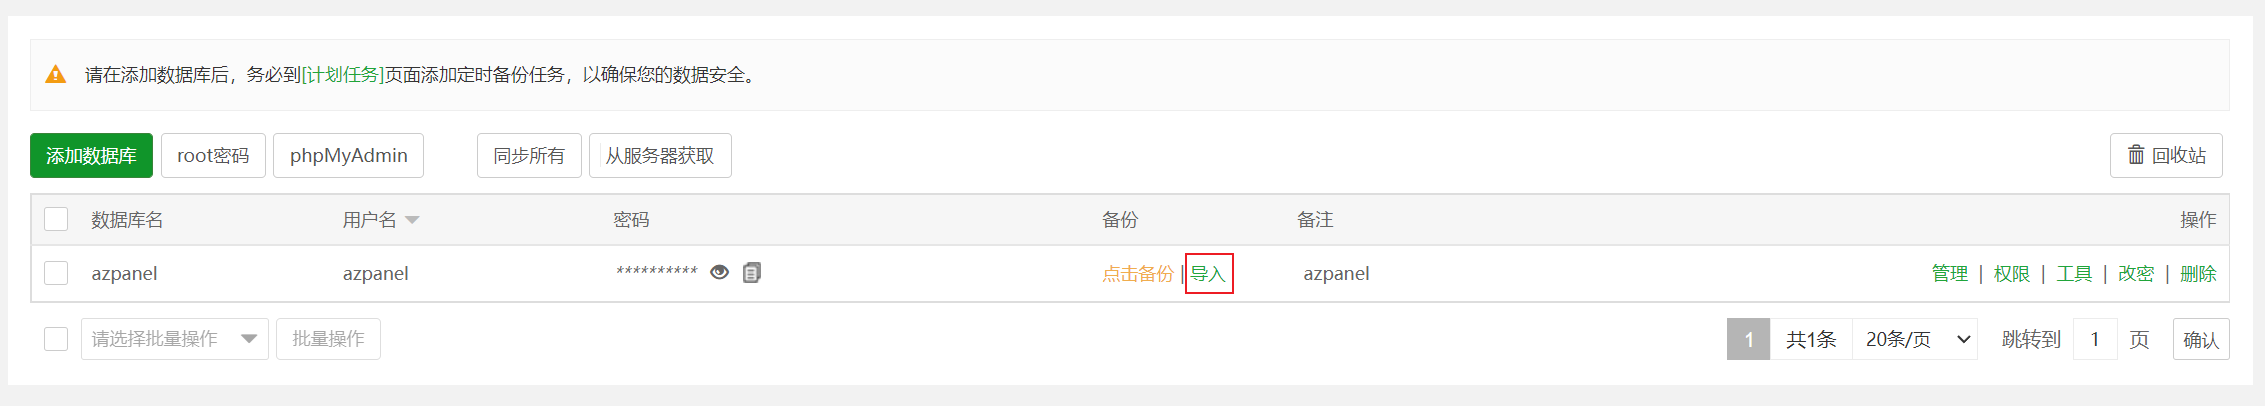 请在添加数据库后，务必到[计划任务]页面添加定时备份任务，以确保您的数据安全。
添加数据库 root密码 phpMyAdmin 同步所有 从服务器获取 回收站
数据库名 用户名 密码 备份 备注 操作
azpanel azpanel ********** 点击备份 | 导入 azpanel 管理 | 权限 | 工具 | 改密 | 删除
请选择批量操作 批量操作 1 共1条 20条/页 跳转到 1 页 确认